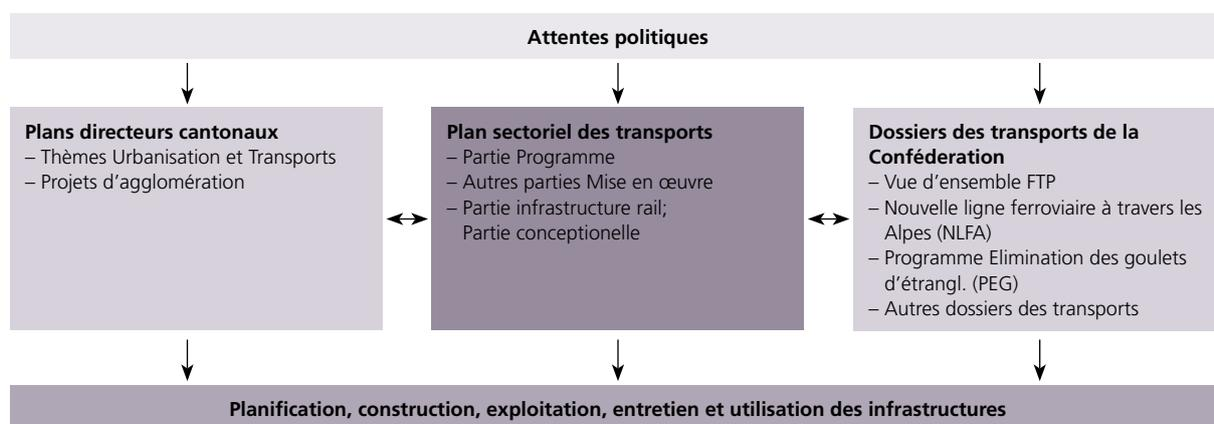 Attentes politiques
Plans directeurs cantonaux
– Thèmes Urbanisation et Transports
– Projets d'agglomération
Plan sectoriel des transports
– Partie Programme
– Autres parties Mise en œuvre
– Partie infrastructure rail;
Partie conceptionelle
Dossiers des transports de la
Conféderation
– Vue d'ensemble FTP
– Nouvelle ligne ferroviaire à travers les
Alpes (NLFA)
– Programme Elimination des goulets
d'étrangl. (PEG)
– Autres dossiers des transports
Planification, construction, exploitation, entretien et utilisation des infrastructures